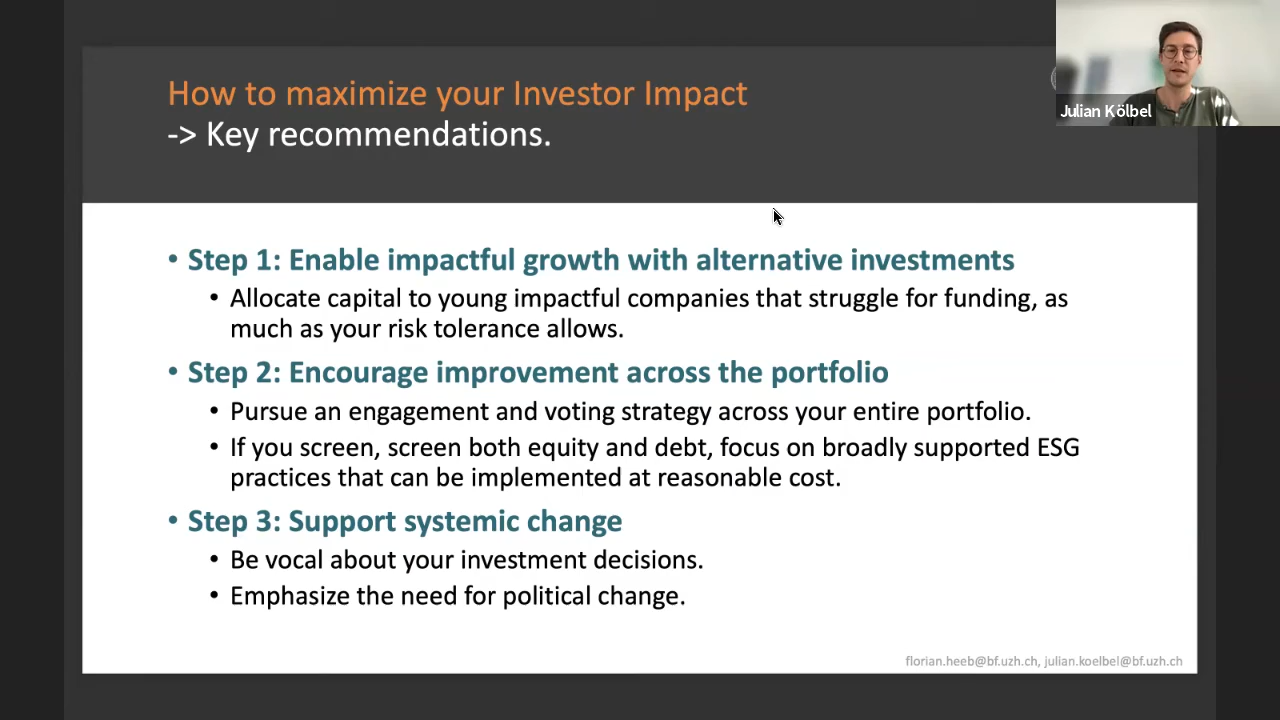 How to maximize your Investor Impact
-> Key recommendations.
Julian Kölbel
• Step 1: Enable impactful growth with alternative investments
• Allocate capital to young impactful companies that struggle for funding, as
much as your risk tolerance allows.
• Step 2: Encourage improvement across the portfolio
• Pursue an engagement and voting strategy across your entire portfolio.
• If you screen, screen both equity and debt, focus on broadly supported ESG
practices that can be implemented at reasonable cost.
• Step 3: Support systemic change
• Be vocal about your investment decisions.
• Emphasize the need for political change.
florian.heeb@bf.uzh.ch, julian.koelbel@bf.uzh.ch